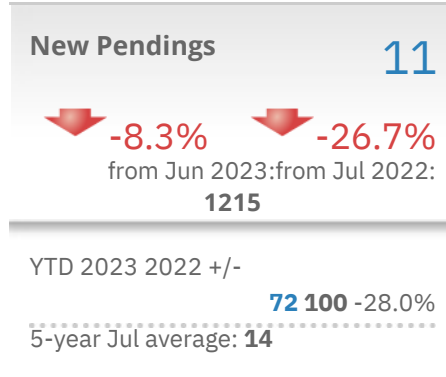 New Pendings
11
-8.3% -26.7%
from Jun 2023:from Jul 2022:
1215
YTD 2023 2022 +/-
72 100 -28.0%
5-year Jul average: 14